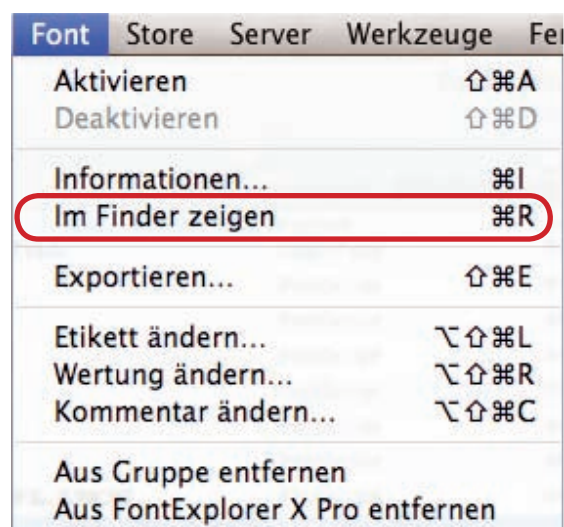 Font Store Server Werkzeuge
Aktivieren ⇧⌘A
Deaktivieren ⇧⌘D
Informationen... ⌘I
Im Finder zeigen ⌘R
Exportieren... ⇧⌘E
Etikett ändern... ⌥⇧⌘L
Wertung ändern... ⌥⇧⌘R
Kommentar ändern... ⌥⇧⌘C
Aus Gruppe entfernen
Aus FontExplorer X Pro entfernen